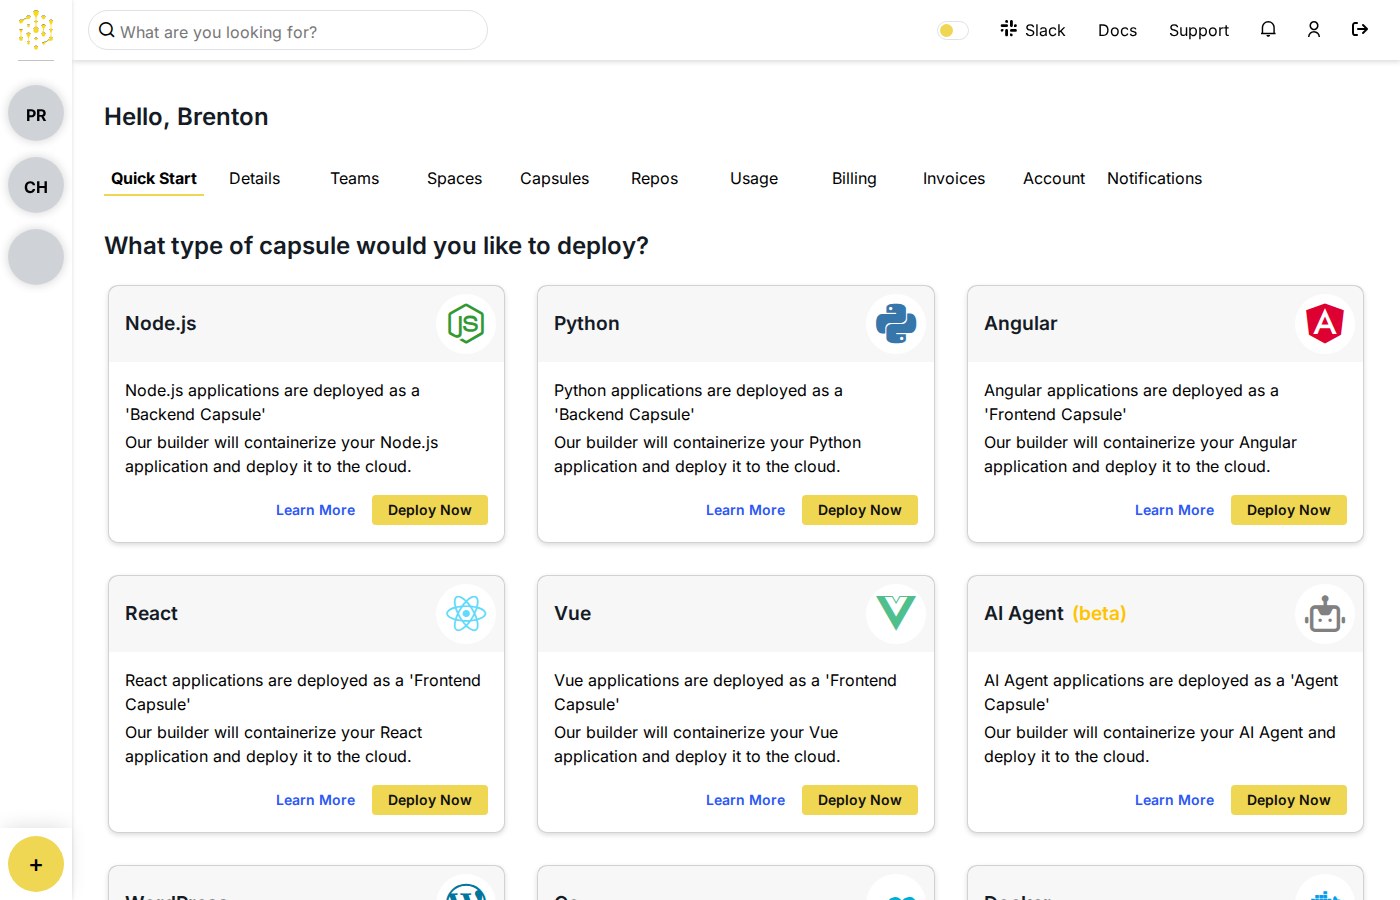 What are you looking for?
Slack
Docs
Support
PR
CH
+
Hello, Brenton
Quick Start
Details
Teams
Spaces
Capsules
Repos
Usage
Billing
Invoices
Account
Notifications
What type of capsule would you like to deploy?
Node.js
Node.js applications are deployed as a
'Backend Capsule'
Our builder will containerize your Node.js
application and deploy it to the cloud.
Learn More
Deploy Now
Python
Python applications are deployed as a
'Backend Capsule'
Our builder will containerize your Python
application and deploy it to the cloud.
Learn More
Deploy Now
Angular
Angular applications are deployed as a
'Frontend Capsule'
Our builder will containerize your Angular
application and deploy it to the cloud.
Learn More
Deploy Now
React
React applications are deployed as a 'Frontend
Capsule'
Our builder will containerize your React
application and deploy it to the cloud.
Learn More
Deploy Now
Vue
Vue applications are deployed as a 'Frontend
Capsule'
Our builder will containerize your Vue
application and deploy it to the cloud.
Learn More
Deploy Now
AI Agent (beta)
AI Agent applications are deployed as a 'Agent
Capsule'
Our builder will containerize your AI Agent and
deploy it to the cloud.
Learn More
Deploy Now
WordPress
Docker